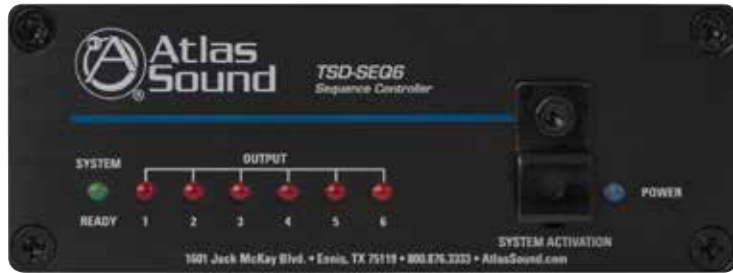 Atlas
Sound®
TSD-SEQ6
Sequence Controller
SYSTEM
OUTPUT
READY
1 2 3 4 5 6
POWER
SYSTEM ACTIVATION
1601 Jack McKay Blvd. • Ennis, TX 75119 • 800.876.3333 • AtlasSound.com